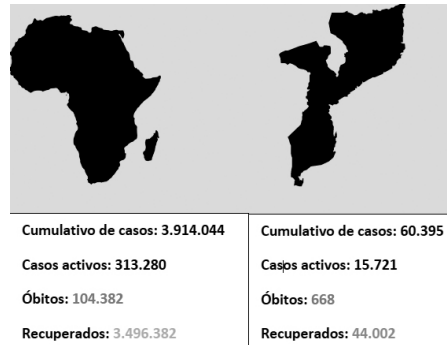 Cumulativo de casos: 3.914.044
Casos activos: 313.280
Óbitos: 104.382
Recuperados: 3.496.382
Cumulativo de casos: 60.395
Casos activos: 15.721
Óbitos: 668
Recuperados: 44.002